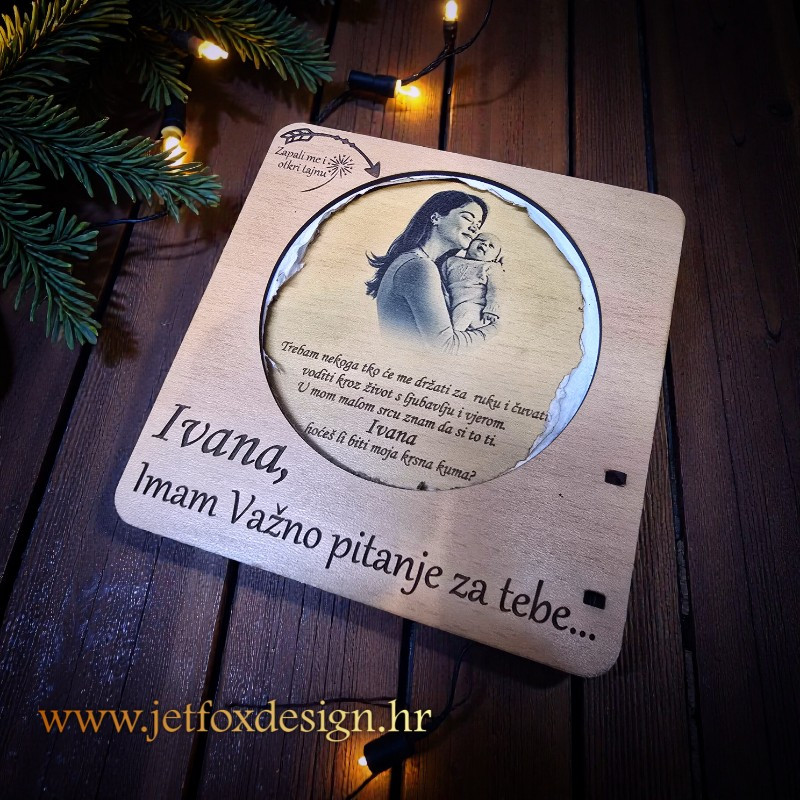 Zapali me i
otkri tajnu
Trebam nekoga tko će me držati za ruku i čuvati
voditi kroz život s ljubavlju i vjerom.
U mom malom srcu znam da si to ti.
Ivana
hoćeš li biti moja krsna kuma?
Ivana,
Imam Važno pitanje za tebe...
www.jetfoxdesign.hr